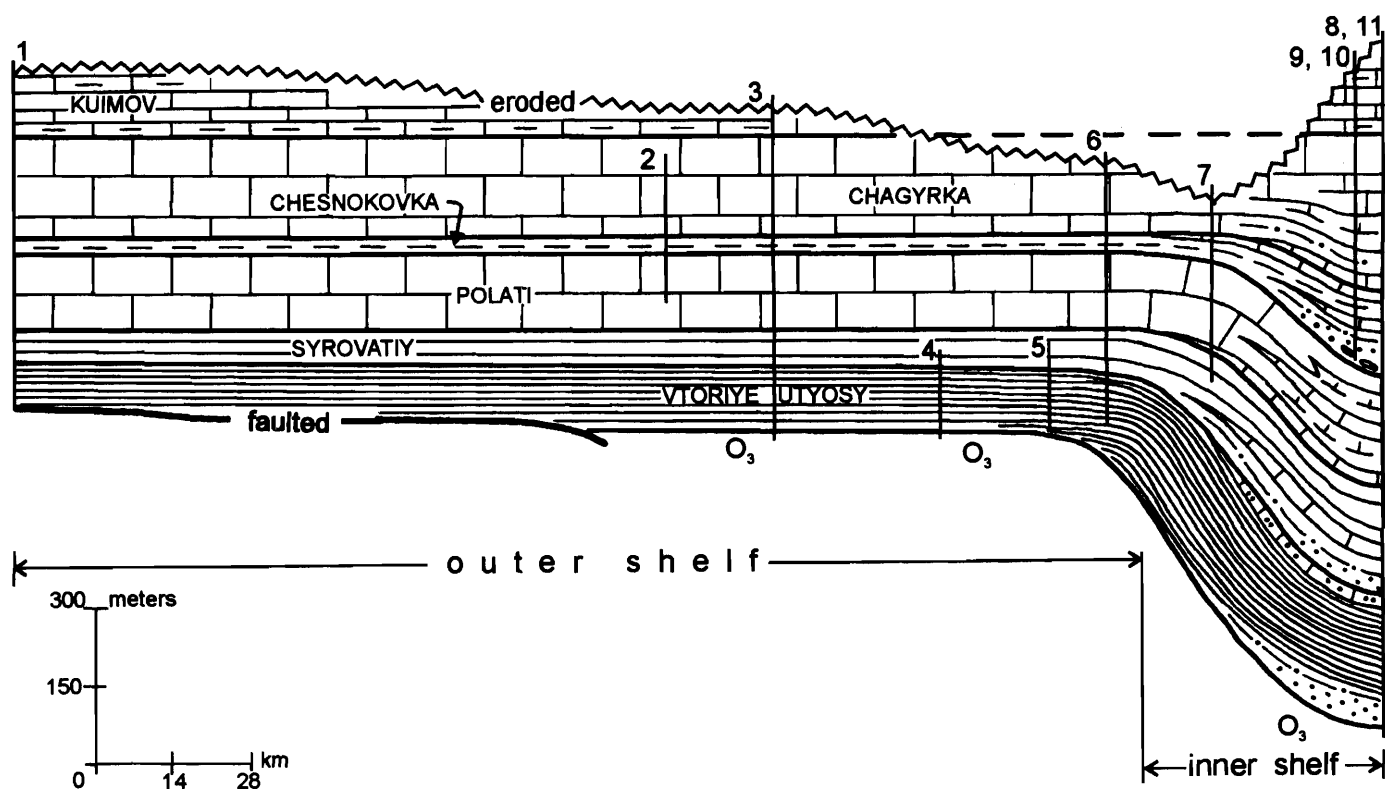 8, 11
1
9, 10
KUIMOV
eroded
3
2
6
7
CHESNOKOVKA
CHAGYRKA
POLATI
SYROVATIY
4
5
VTORIYE UTYOSY
faulted
O₃
O₃
outer shelf
300 meters
150
O₃
km
0 14 28
inner shelf